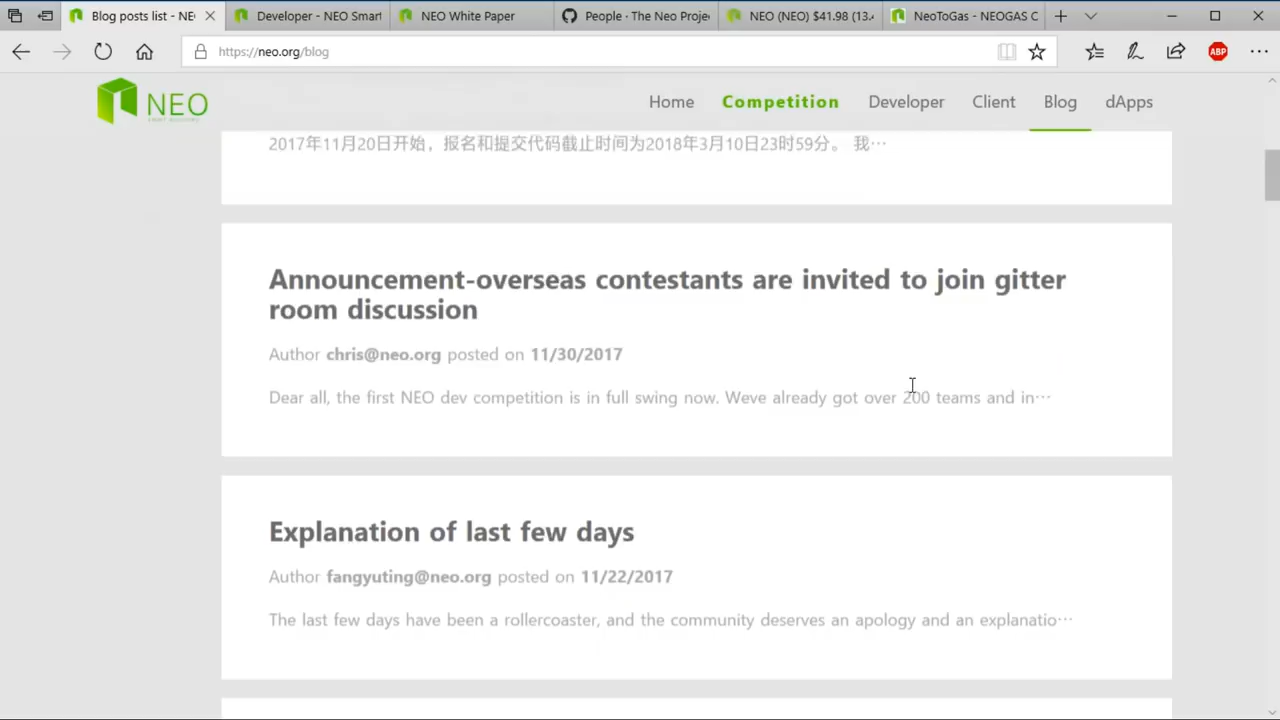 Blog posts list - NE
Developer - NEO Smart
NEO White Paper
People · The Neo Proje
NEO (NEO) $41.98 (13.
NeoToGas - NEOGAS C
https://neo.org/blog
ABP
NEO
Home
Competition
Developer
Client
Blog
dApps
2017年11月20日开始，报名和提交代码截止时间为2018年3月10日23时59分。 我…
Announcement-overseas contestants are invited to join gitter
room discussion
Author chris@neo.org posted on 11/30/2017
Dear all, the first NEO dev competition is in full swing now. Weve already got over 200 teams and in…
Explanation of last few days
Author fangyuting@neo.org posted on 11/22/2017
The last few days have been a rollercoaster, and the community deserves an apology and an explanatio…